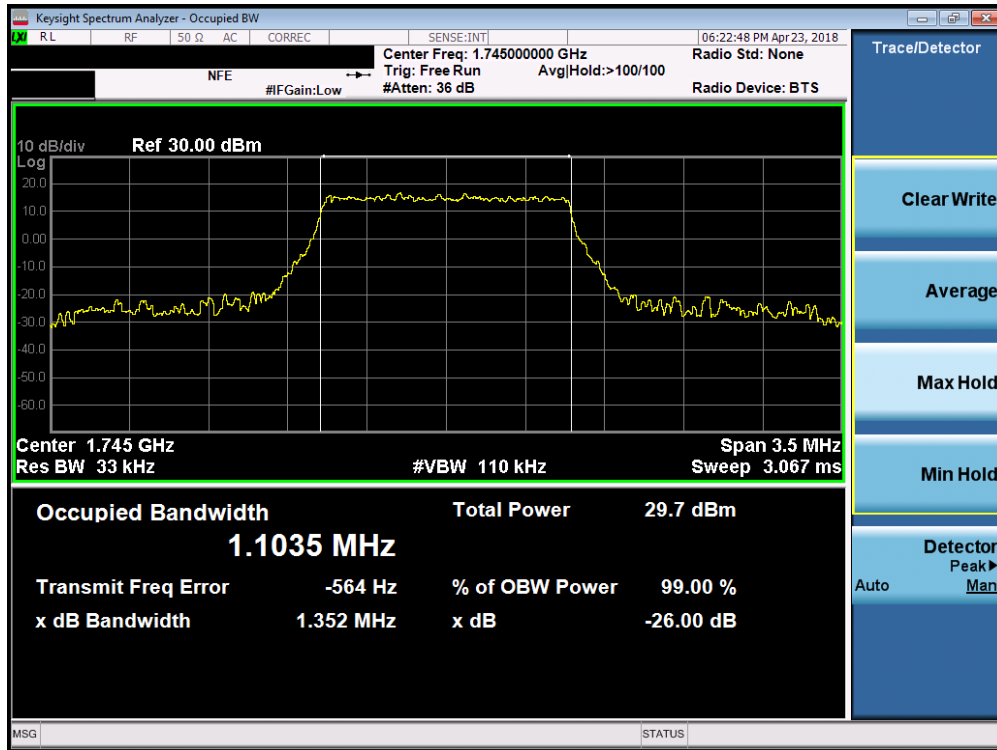 Keysight Spectrum Analyzer - Occupied BW
LXI RL RF 50 Ω AC CORREC SENSE:INT 06:22:48 PM Apr 23, 2018
Center Freq: 1.745000000 GHz Radio Std: None
NFE Trig: Free Run Avg|Hold:>100/100
#IFGain:Low #Atten: 36 dB Radio Device: BTS
10 dB/div Ref 30.00 dBm
Log
20.0
10.0
0.00
-10.0
-20.0
-30.0
-40.0
-50.0
-60.0
Center 1.745 GHz Span 3.5 MHz
Res BW 33 kHz #VBW 110 kHz Sweep 3.067 ms
Occupied Bandwidth Total Power 29.7 dBm
1.1035 MHz
Transmit Freq Error -564 Hz % of OBW Power 99.00 %
x dB Bandwidth 1.352 MHz x dB -26.00 dB
Trace/Detector
Clear Write
Average
Max Hold
Min Hold
Detector
Peak▶
Auto Man
MSG STATUS